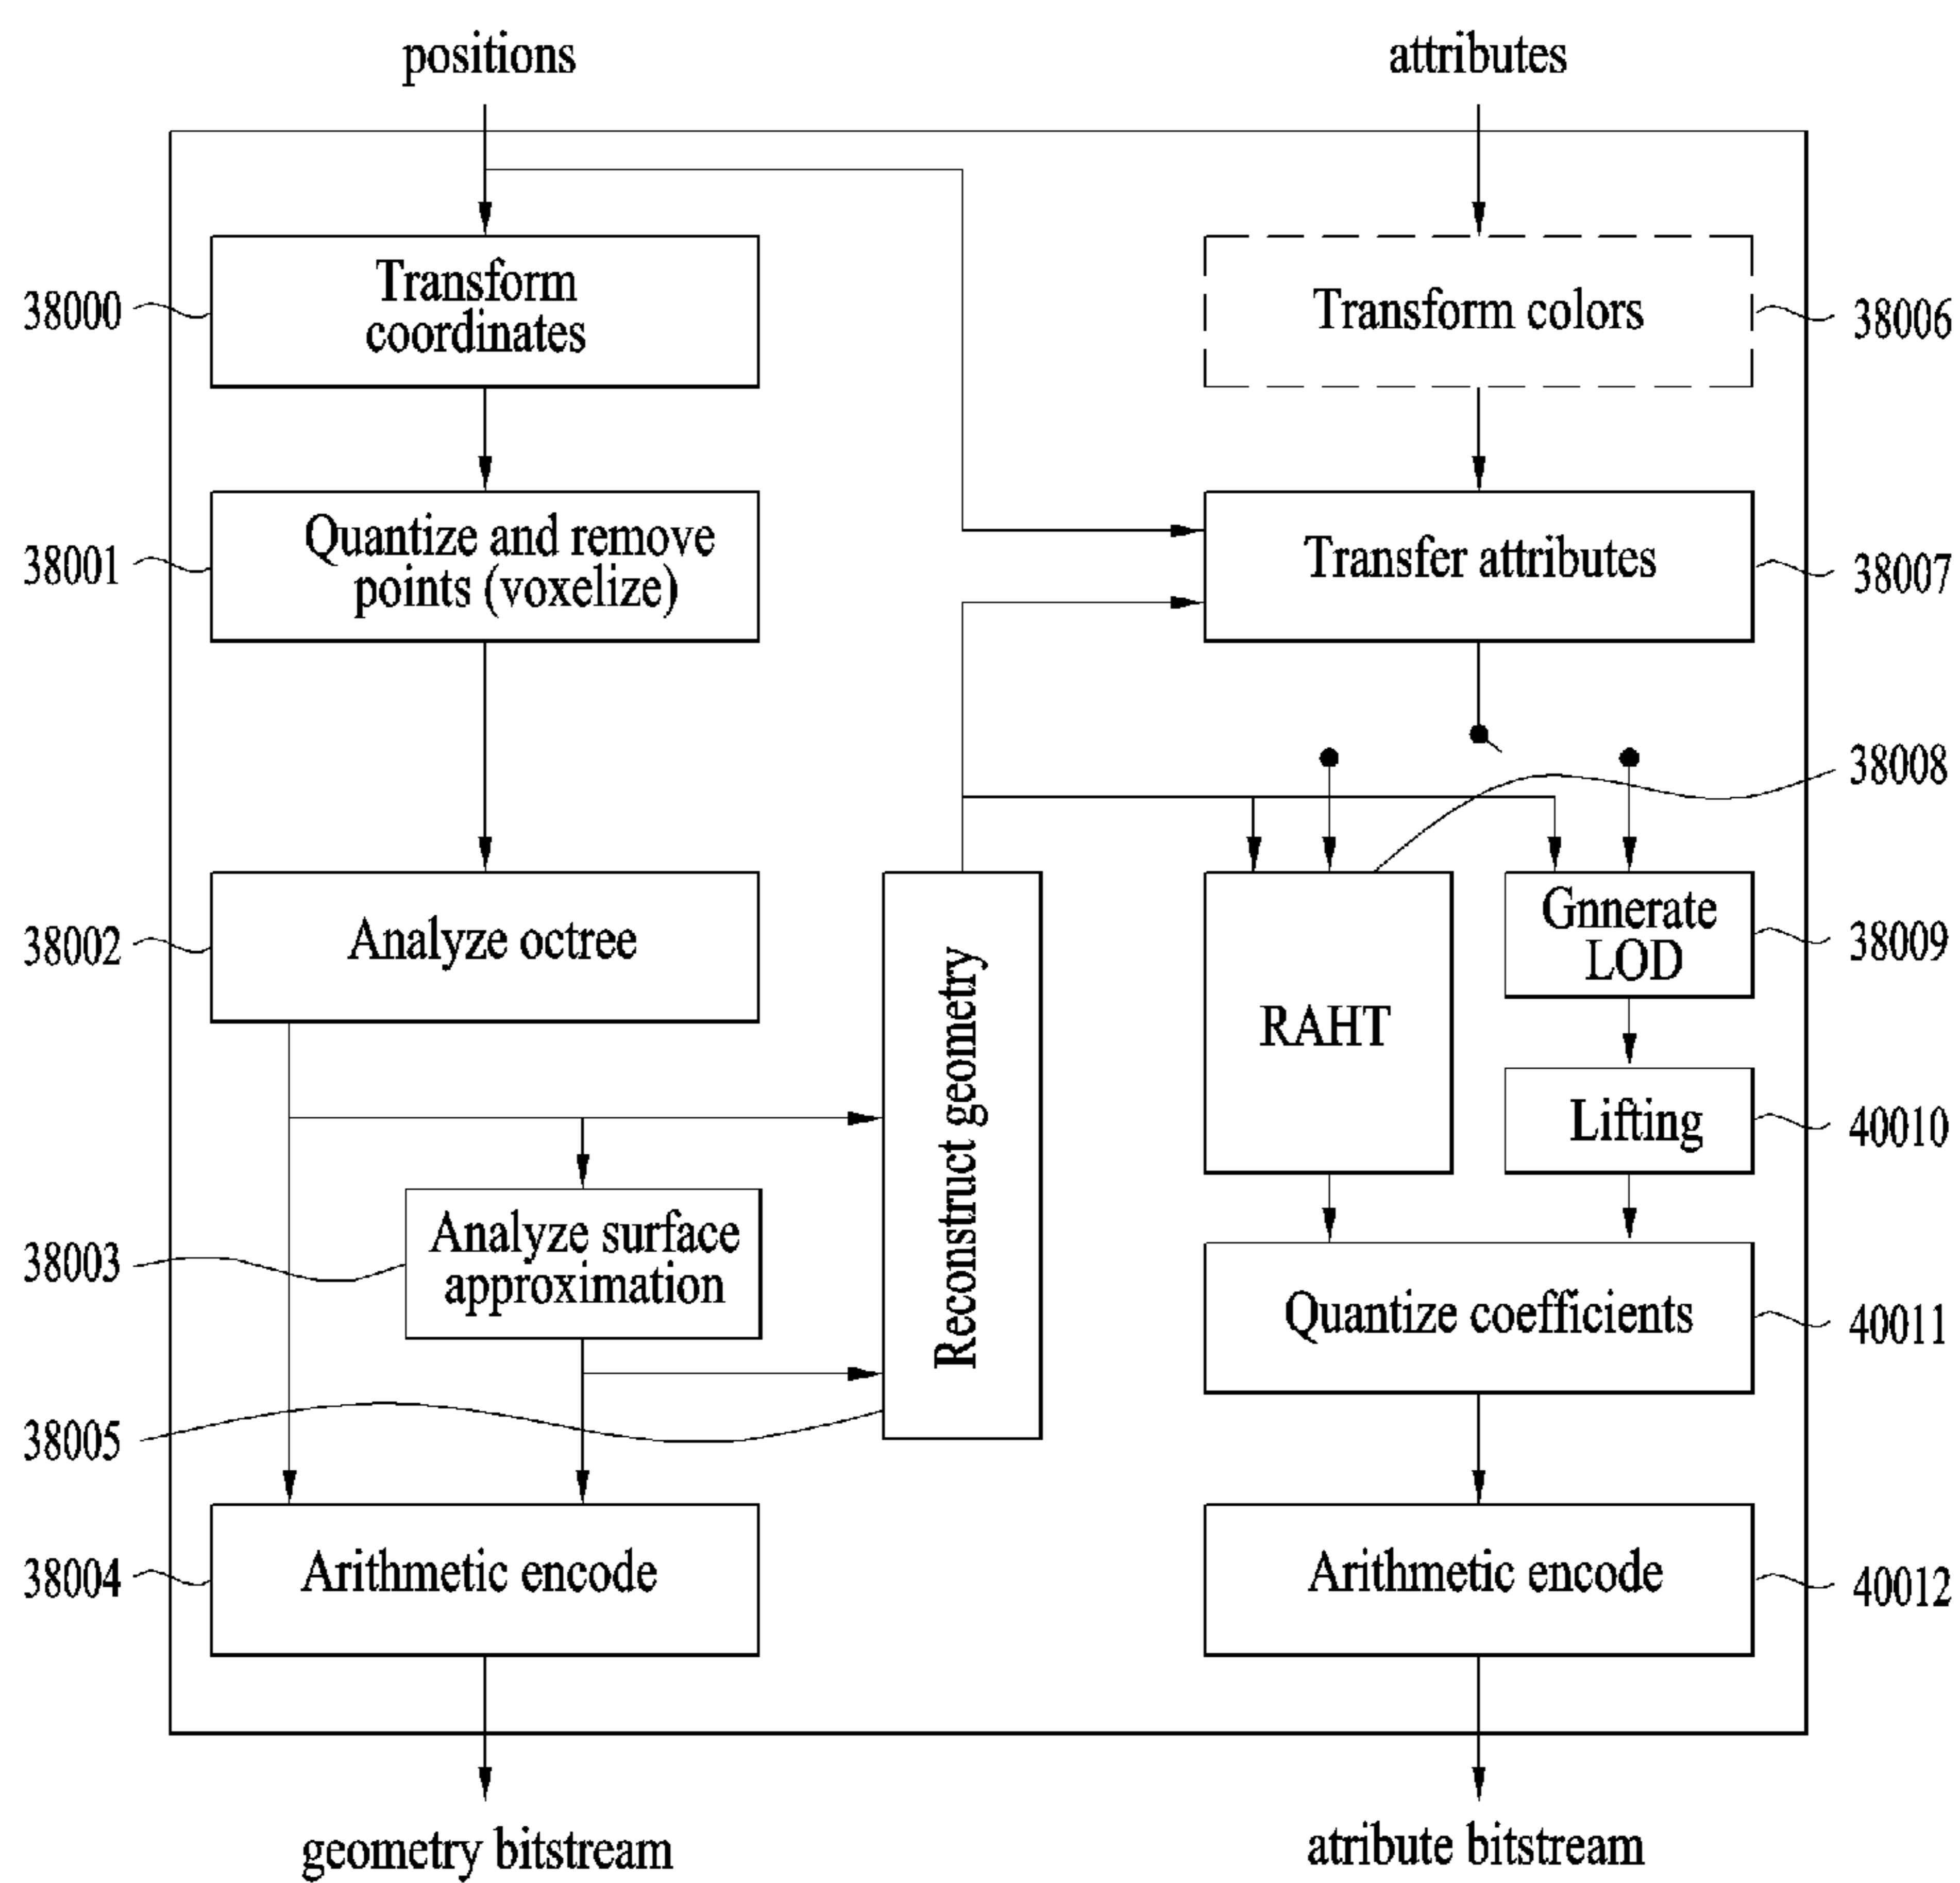 positions
attributes
Transform
coordinates
38000
Transform colors
38006
Quantize and remove
points (voxelize)
38001
Transfer attributes
38007
38008
Analyze octree
38002
Reconstruct geometry
RAHT
Gnnerate
LOD
38009
Lifting
40010
Analyze surface
approximation
38003
Quantize coefficients
40011
38005
Arithmetic encode
38004
Arithmetic encode
40012
geometry bitstream
atribute bitstream